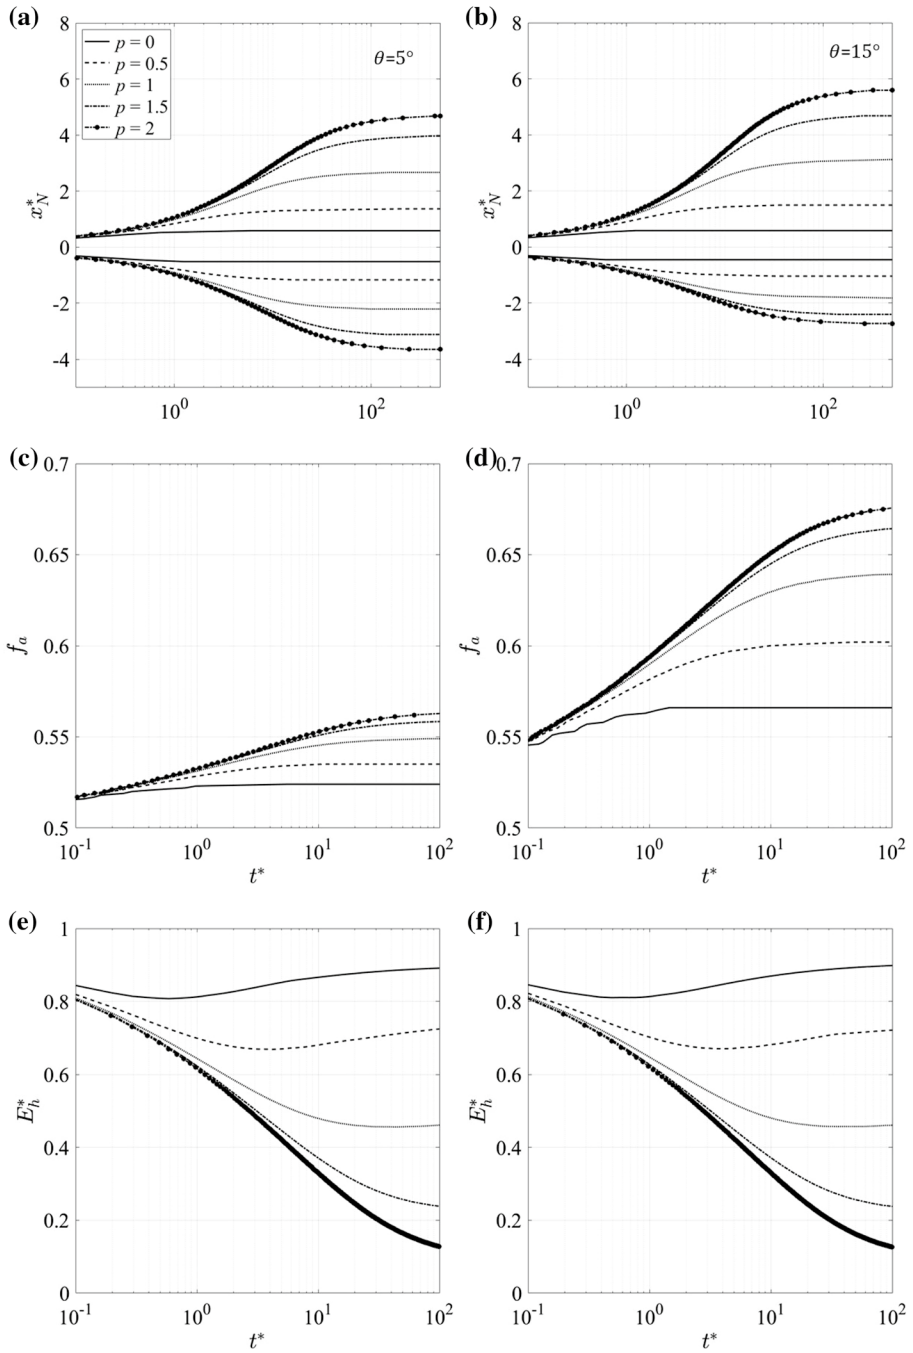 (a)
8
6
4
2
0
-2
-4
x*N
p = 0
p = 0.5
p = 1
p = 1.5
p = 2
θ=5°
10^0
10^2
(b)
8
6
4
2
0
-2
-4
x*N
θ=15°
10^0
10^2
(c)
0.7
0.65
0.6
0.55
0.5
f_a
10^-1
10^0
10^1
10^2
t*
(d)
0.7
0.65
0.6
0.55
0.5
f_a
10^-1
10^0
10^1
10^2
t*
(e)
1
0.8
0.6
0.4
0.2
0
E*h
10^-1
10^0
10^1
10^2
t*
(f)
1
0.8
0.6
0.4
0.2
0
E*h
10^-1
10^0
10^1
10^2
t*